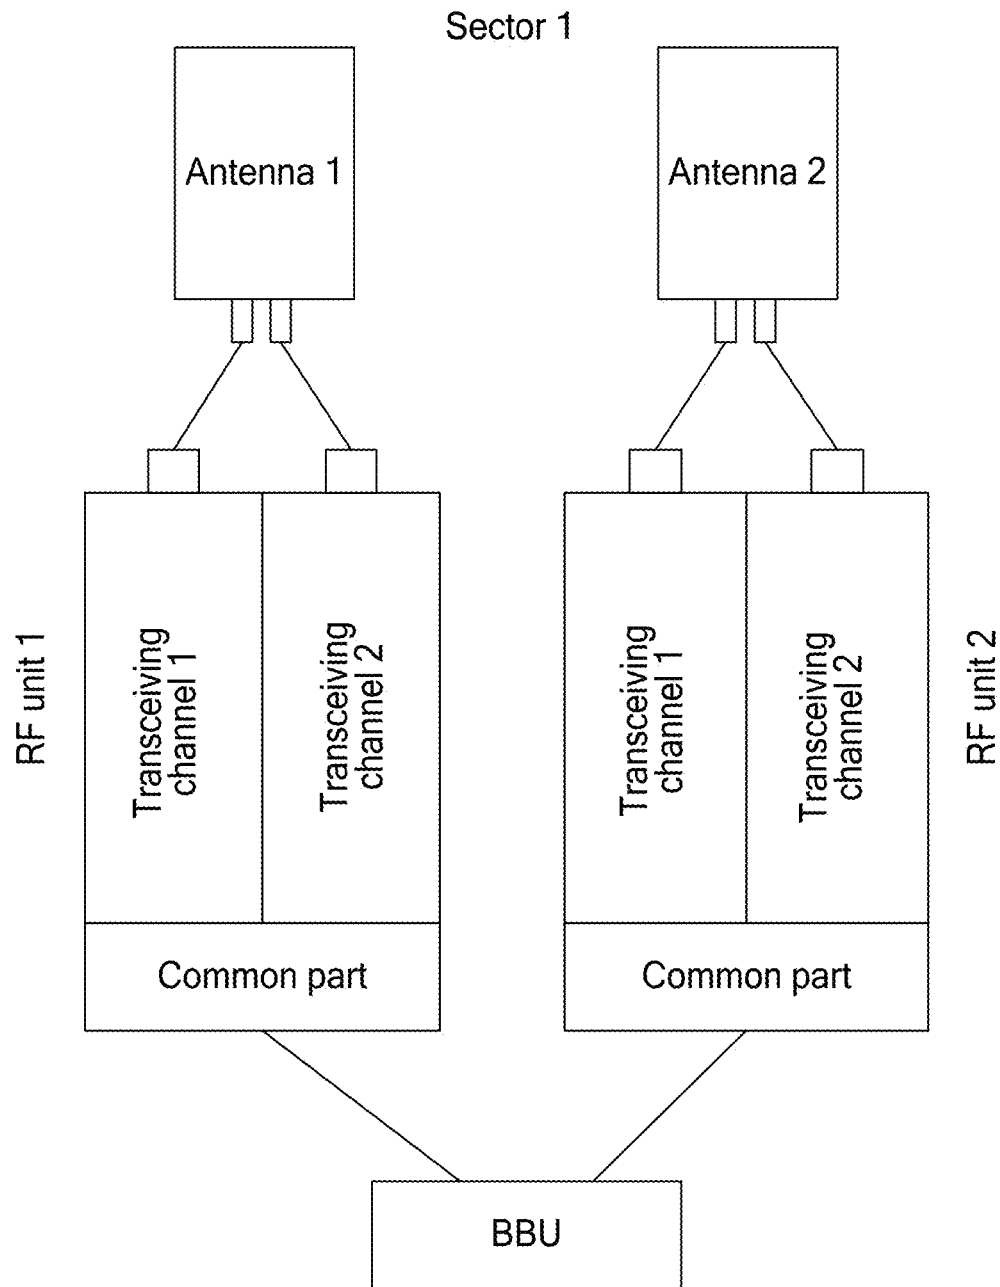 Sector 1
Antenna 1
Antenna 2
RF unit 1
Transceiving
channel 1
Transceiving
channel 2
Transceiving
channel 1
Transceiving
channel 2
RF unit 2
Common part
Common part
BBU